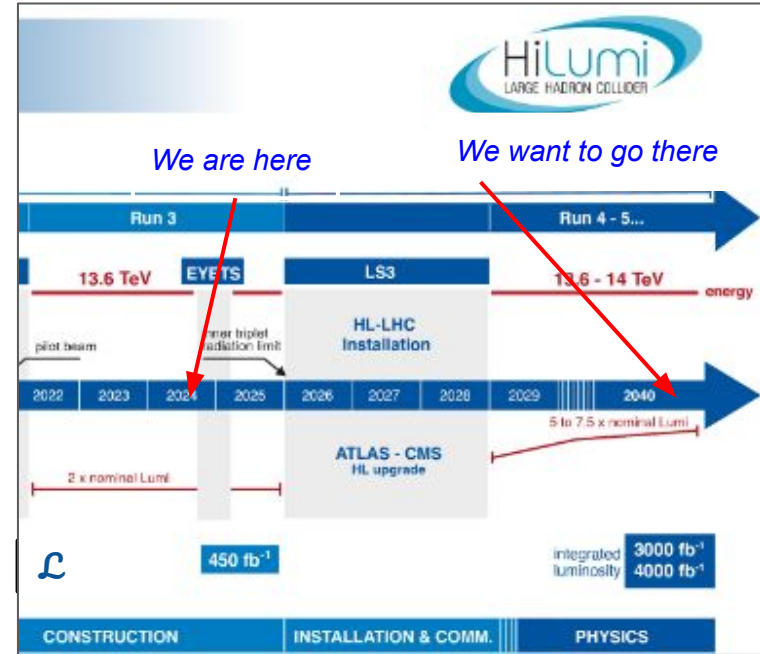 HiLumi
LARGE HADRON COLLIDER
We are here
We want to go there
Run 3
Run 4 - 5...
13.6 TeV
EYETS
LS3
13.6 - 14 TeV
energy
pilot beam
inner triplet
radiation limit
HL-LHC
Installation
2022 2023 2024 2025 2026 2027 2028 2029 2040
5 to 7.5 x nominal Lumi
ATLAS - CMS
HL upgrade
2 x nominal Lumi
ℒ
450 fb⁻¹
integrated
luminosity
3000 fb⁻¹
4000 fb⁻¹
CONSTRUCTION
INSTALLATION & COMM.
PHYSICS